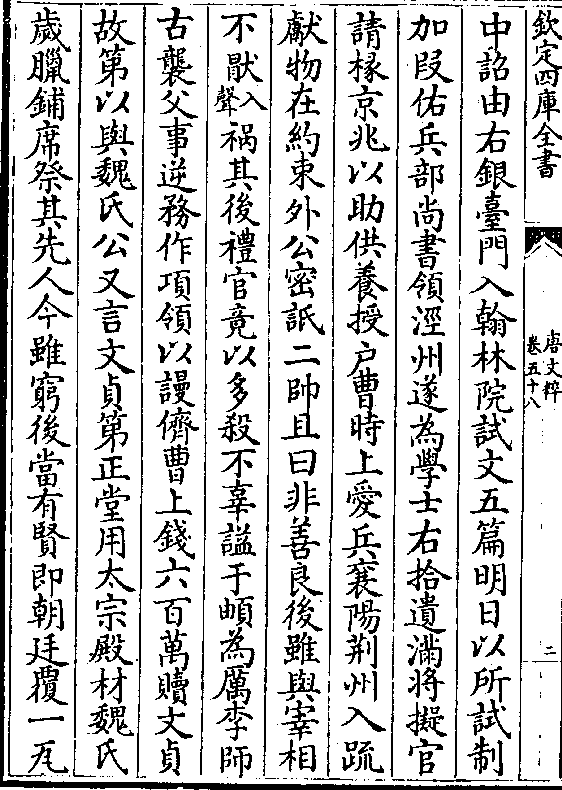 欽定四庫全書
唐文粹
卷五十八
二
中詔由右銀臺門入翰林院試文五篇明日以所試制
加叚佑兵部尚書領涇州遂為學士右拾遺滿將擬官
請椽京兆以助供養授户曹時上愛兵襄陽荆州入疏
獻物在約束外公密詆二帥且曰非善良後雖與宰相
不猒入聲禍其後禮官竟以多殺不辜謚于頔為厲李師
古襲父事逆務作項領以謾儕曹上錢六百萬贖文貞
故第以與魏氏公又言文貞第正堂用太宗殿材魏氏
歲臘鋪席祭其先人今雖窮後當有賢即朝廷覆一瓦